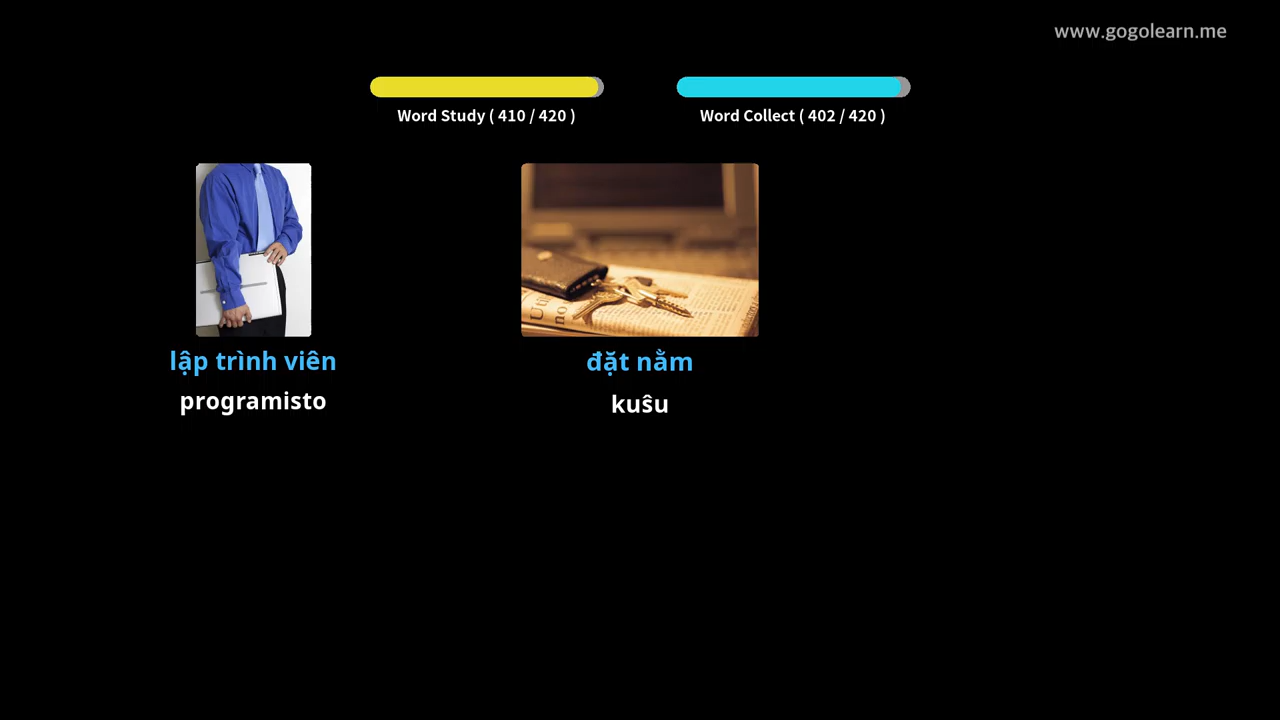 www.gogolearn.me
Word Study ( 410 / 420 )
Word Collect ( 402 / 420 )
lập trình viên
programisto
đặt nằm
kuŝu